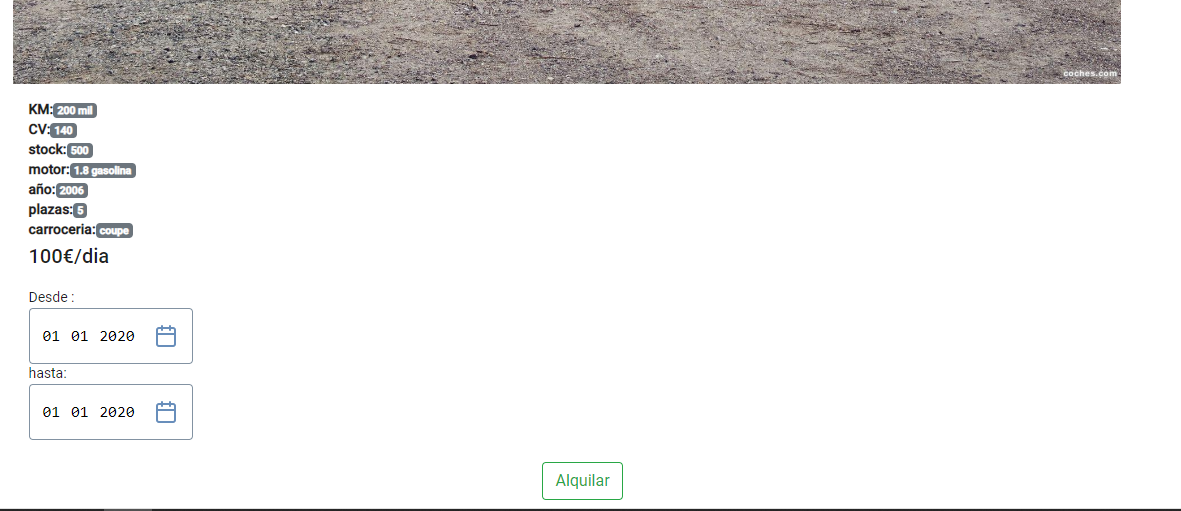 coches.com
KM: 200 mil
CV: 140
stock: 500
motor: 1.8 gasolina
año: 2006
plazas: 5
carroceria: coupe
100€/dia
Desde :
01 01 2020
hasta:
01 01 2020
Alquilar